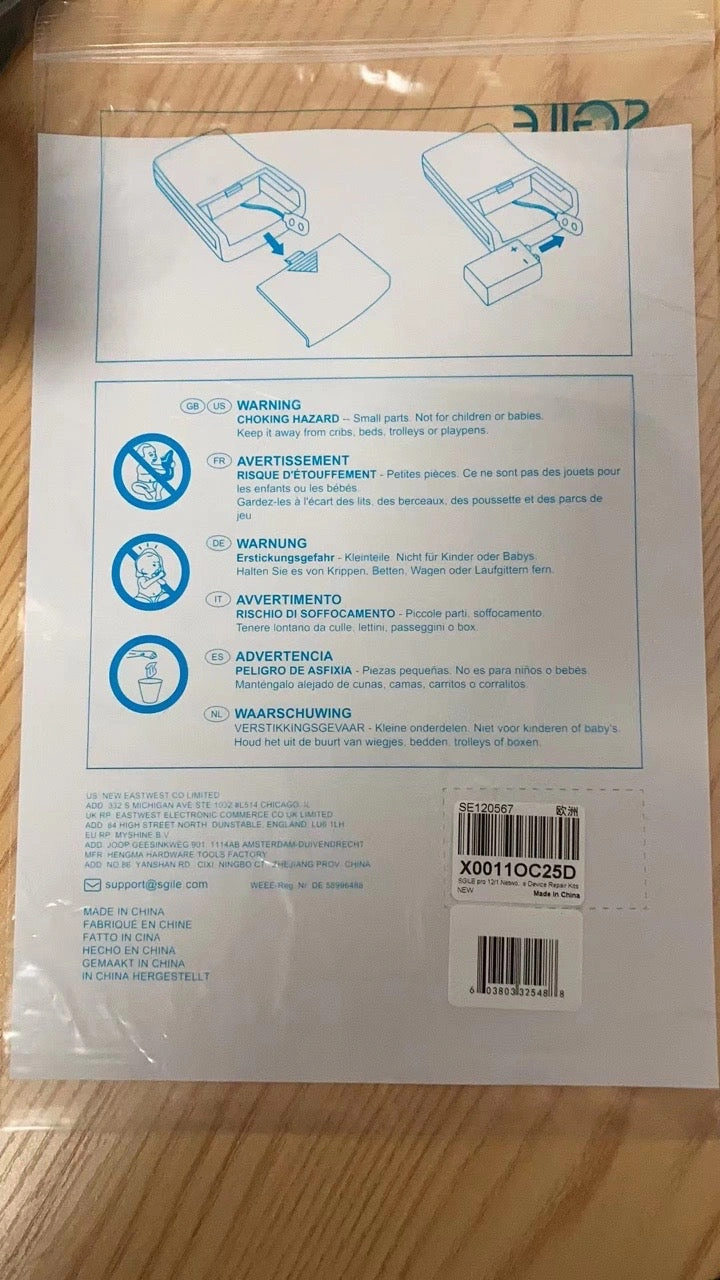 SGILE
GB US WARNING
CHOKING HAZARD -- Small parts. Not for children or babies.
Keep it away from cribs, beds, trolleys or playpens.
FR AVERTISSEMENT
RISQUE D'ÉTOUFFEMENT - Petites pièces. Ce ne sont pas des jouets pour
les enfants ou les bébés.
Gardez-les à l'écart des lits, des berceaux, des poussette et des parcs de
jeu
DE WARNUNG
Erstickungsgefahr - Kleinteile. Nicht für Kinder oder Babys.
Halten Sie es von Krippen, Betten, Wagen oder Laufgittern fern.
IT AVVERTIMENTO
RISCHIO DI SOFFOCAMENTO - Piccole parti, soffocamento.
Tenere lontano da culle, lettini, passeggini o box.
ES ADVERTENCIA
PELIGRO DE ASFIXIA - Piezas pequeñas. No es para niños o bebés.
Manténgalo alejado de cunas, camas, carritos o corralitos.
NL WAARSCHUWING
VERSTIKKINGSGEVAAR - Kleine onderdelen. Niet voor kinderen of baby's.
Houd het uit de buurt van wiegjes, bedden, trolleys of boxen.
US: NEW EASTWEST CO LIMITED
ADD: 332 S MICHIGAN AVE STE 1032 #L514 CHICAGO, IL
UK RP: EASTWEST ELECTRONIC COMMERCE CO UK LIMITED
ADD: 84 HIGH STREET NORTH, DUNSTABLE, ENGLAND, LU6 1LH
EU RP: MYSHINE B.V.
ADD: JOOP GEESINKWEG 901, 1114AB AMSTERDAM-DUIVENDRECHT
MFR: HENGMA HARDWARE TOOLS FACTORY
ADD: NO.86 YANSHAN RD., CIXI, NINGBO CT., ZHEJIANG PROV. CHINA
support@sgile.com WEEE-Reg. Nr. DE 58996488
MADE IN CHINA
FABRIQUÉ EN CHINE
FATTO IN CINA
HECHO EN CHINA
GEMAAKT IN CHINA
IN CHINA HERGESTELLT
SE120567 欧洲
X0011OC25D
SGILE pro 12/1 Netwo...e Device Repair Kits
NEW
Made in China
6 03803 32548 8